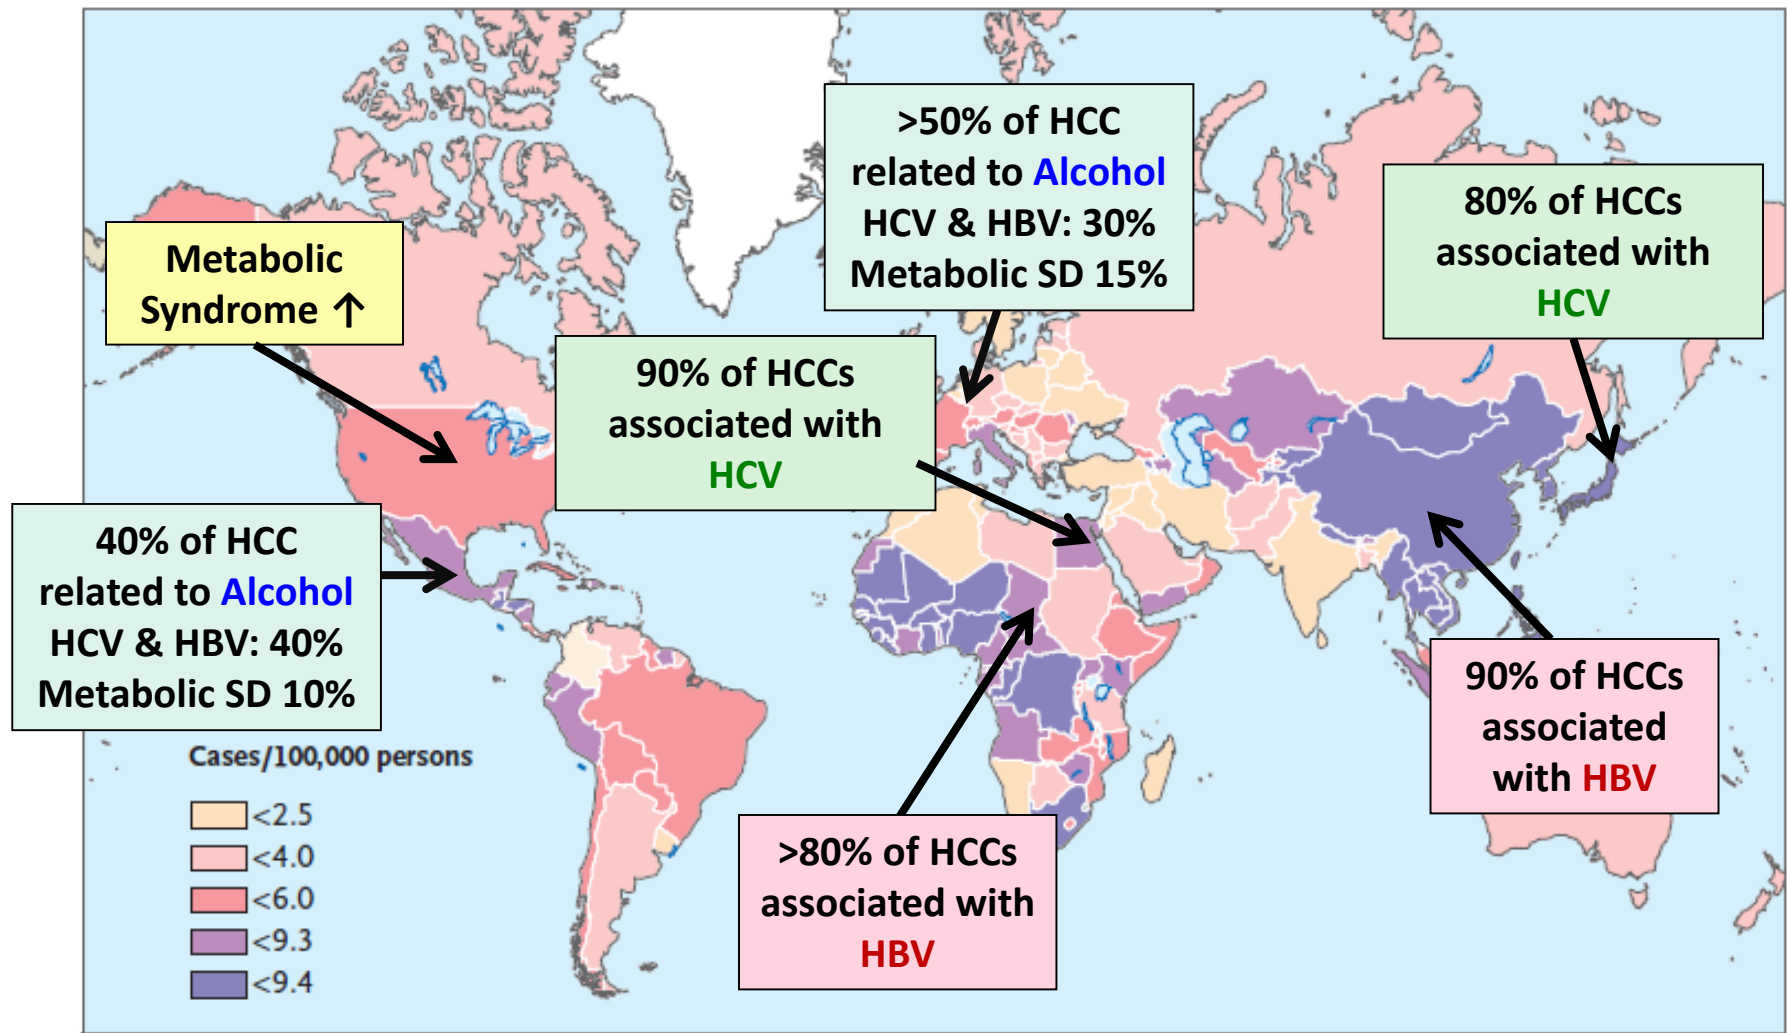 >50% of HCC
related to Alcohol
HCV & HBV: 30%
Metabolic SD 15%
80% of HCCs
associated with
HCV
Metabolic
Syndrome ↑
90% of HCCs
associated with
HCV
40% of HCC
related to Alcohol
HCV & HBV: 40%
Metabolic SD 10%
90% of HCCs
associated
with HBV
>80% of HCCs
associated with
HBV
Cases/100,000 persons
<2.5
<4.0
<6.0
<9.3
<9.4